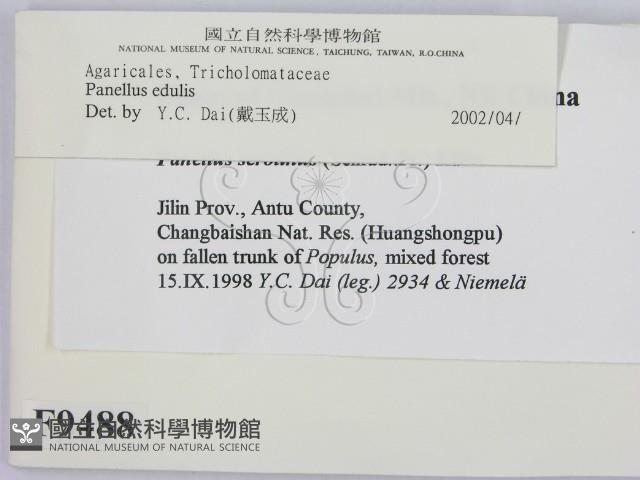 國立自然科學博物館
NATIONAL MUSEUM OF NATURAL SCIENCE, TAICHUNG, TAIWAN, R.O.CHINA
Agaricales, Tricholomataceae
Panellus edulis
Det. by Y.C. Dai(戴玉成)
2002/04/
Panellus serotinus
Jilin Prov., Antu County,
Changbaishan Nat. Res. (Huangshongpu)
on fallen trunk of Populus, mixed forest
15.IX.1998 Y.C. Dai (leg.) 2934 & Niemelä
F9488
國立自然科學博物館
NATIONAL MUSEUM OF NATURAL SCIENCE